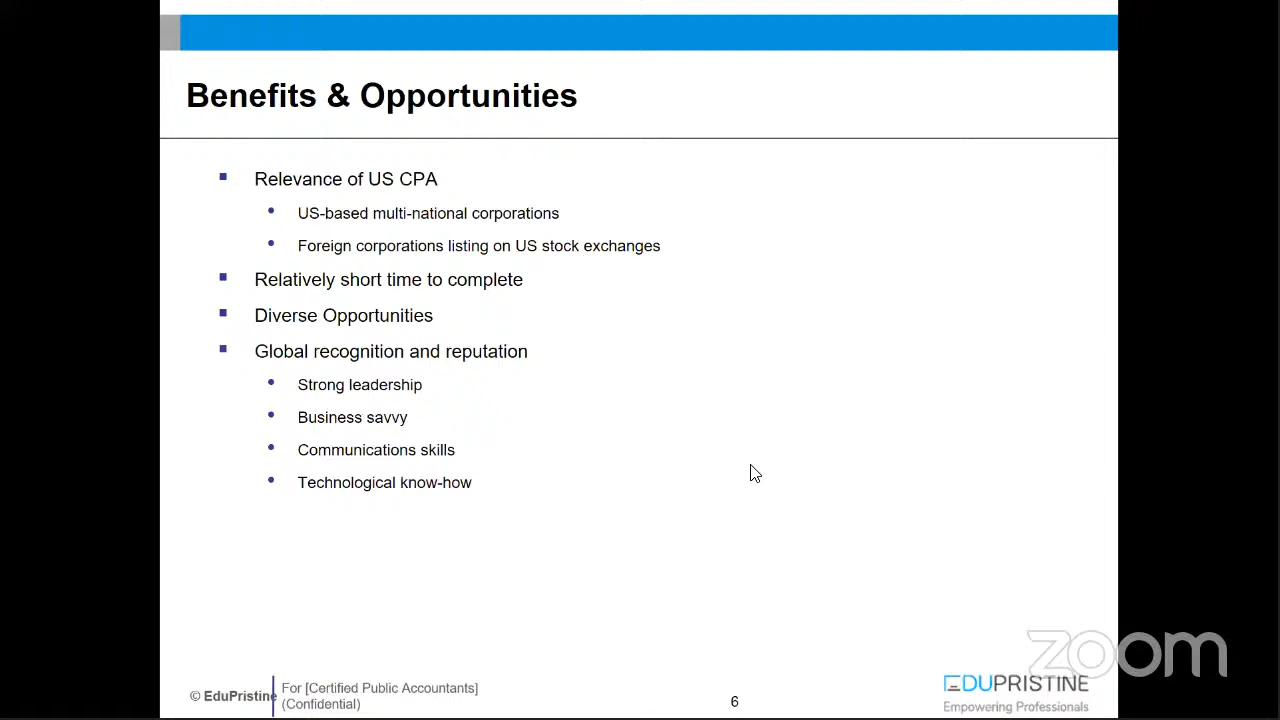 Benefits & Opportunities
Relevance of US CPA
US-based multi-national corporations
Foreign corporations listing on US stock exchanges
Relatively short time to complete
Diverse Opportunities
Global recognition and reputation
Strong leadership
Business savvy
Communications skills
Technological know-how
© EduPristine
For [Certified Public Accountants]
(Confidential)
6
EDUPRISTINE
Empowering Professionals
zoom